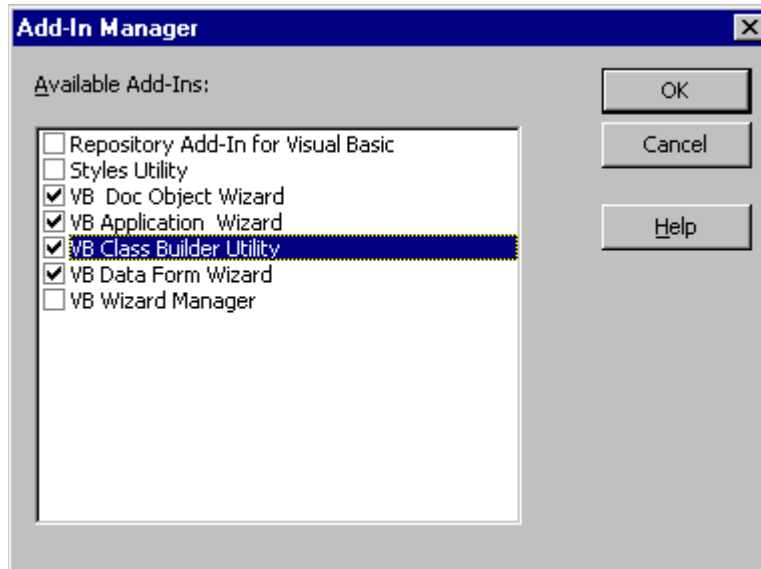 Add-In Manager
Available Add-Ins:
OK
Repository Add-In for Visual Basic
Cancel
Styles Utility
VB  Doc Object Wizard
VB Application  Wizard
Help
VB Class Builder Utility
VB Data Form Wizard
VB Wizard Manager